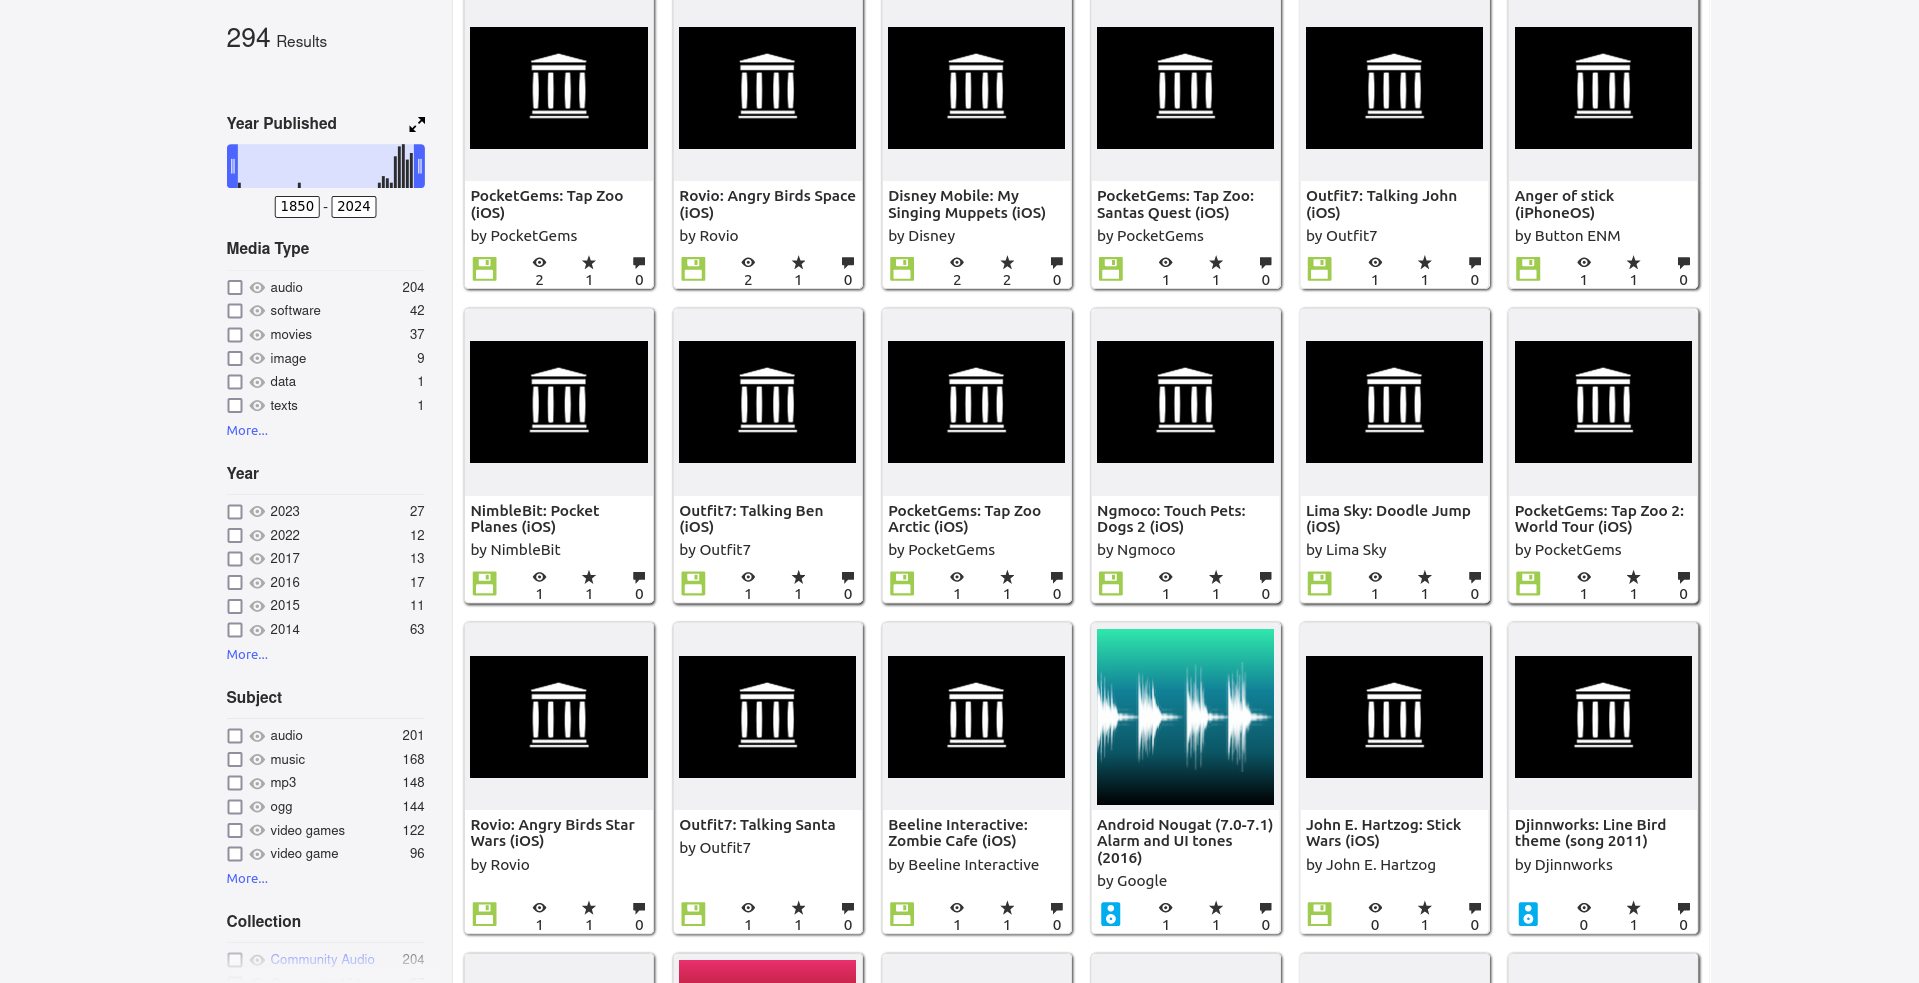 294 Results
Year Published
1850 - 2024
Media Type
audio 204
software 42
movies 37
image 9
data 1
texts 1
More...
Year
2023 27
2022 12
2017 13
2016 17
2015 11
2014 63
More...
Subject
audio 201
music 168
mp3 148
ogg 144
video games 122
video game 96
More...
Collection
Community Audio 204
PocketGems: Tap Zoo
(iOS)
by PocketGems
2 1 0
Rovio: Angry Birds Space
(iOS)
by Rovio
2 1 0
Disney Mobile: My
Singing Muppets (iOS)
by Disney
2 2 0
PocketGems: Tap Zoo:
Santas Quest (iOS)
by PocketGems
1 1 0
Outfit7: Talking John
(iOS)
by Outfit7
1 1 0
Anger of stick
(iPhoneOS)
by Button ENM
1 1 0
NimbleBit: Pocket
Planes (iOS)
by NimbleBit
1 1 0
Outfit7: Talking Ben
(iOS)
by Outfit7
1 1 0
PocketGems: Tap Zoo
Arctic (iOS)
by PocketGems
1 1 0
Ngmoco: Touch Pets:
Dogs 2 (iOS)
by Ngmoco
1 1 0
Lima Sky: Doodle Jump
(iOS)
by Lima Sky
1 1 0
PocketGems: Tap Zoo 2:
World Tour (iOS)
by PocketGems
1 1 0
Rovio: Angry Birds Star
Wars (iOS)
by Rovio
1 1 0
Outfit7: Talking Santa
by Outfit7
1 1 0
Beeline Interactive:
Zombie Cafe (iOS)
by Beeline Interactive
1 1 0
Android Nougat (7.0-7.1)
Alarm and UI tones
(2016)
by Google
1 1 0
John E. Hartzog: Stick
Wars (iOS)
by John E. Hartzog
0 1 0
Djinnworks: Line Bird
theme (song 2011)
by Djinnworks
0 1 0